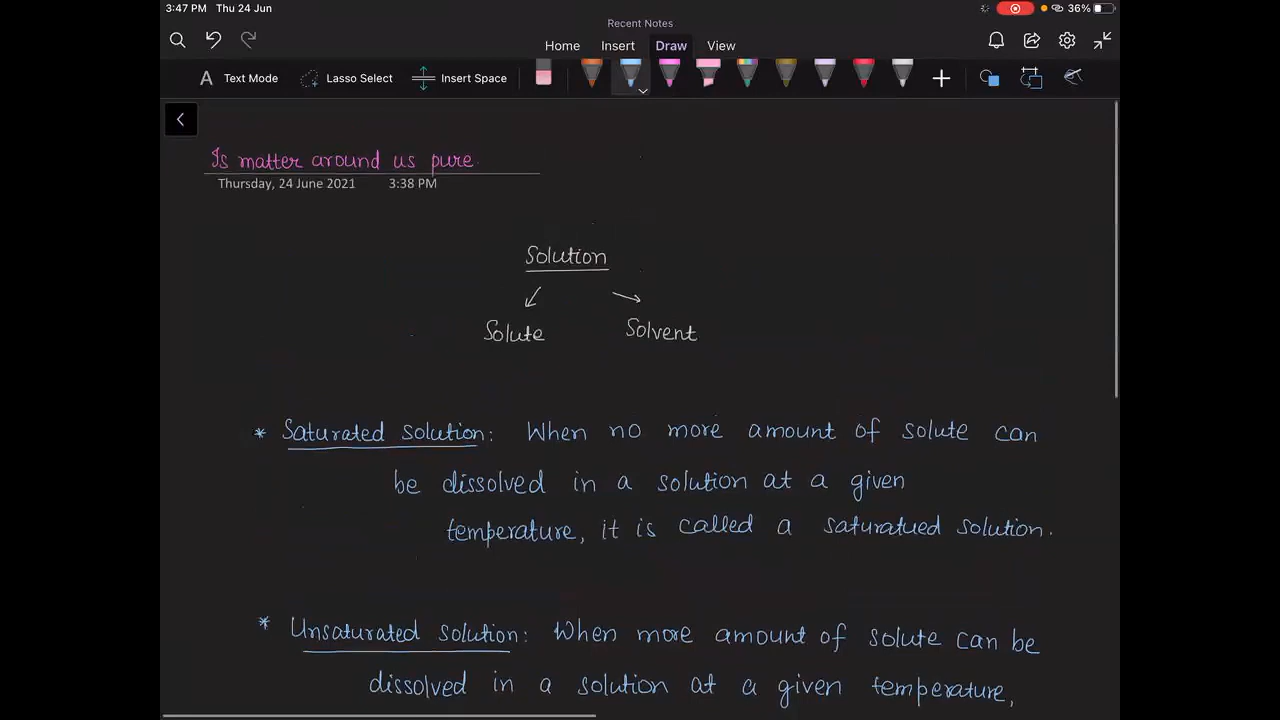 3:47 PM Thu 24 Jun 36%
Recent Notes
Home Insert Draw View
Text Mode Lasso Select Insert Space
Is matter around us pure.
Thursday, 24 June 2021 3:38 PM
Solution
Solute Solvent
* Saturated solution: When no more amount of solute can
be dissolved in a solution at a given
temperature, it is called a saturatued solution.
* Unsaturated solution: When more amount of solute can be
dissolved in a solution at a given temperature,